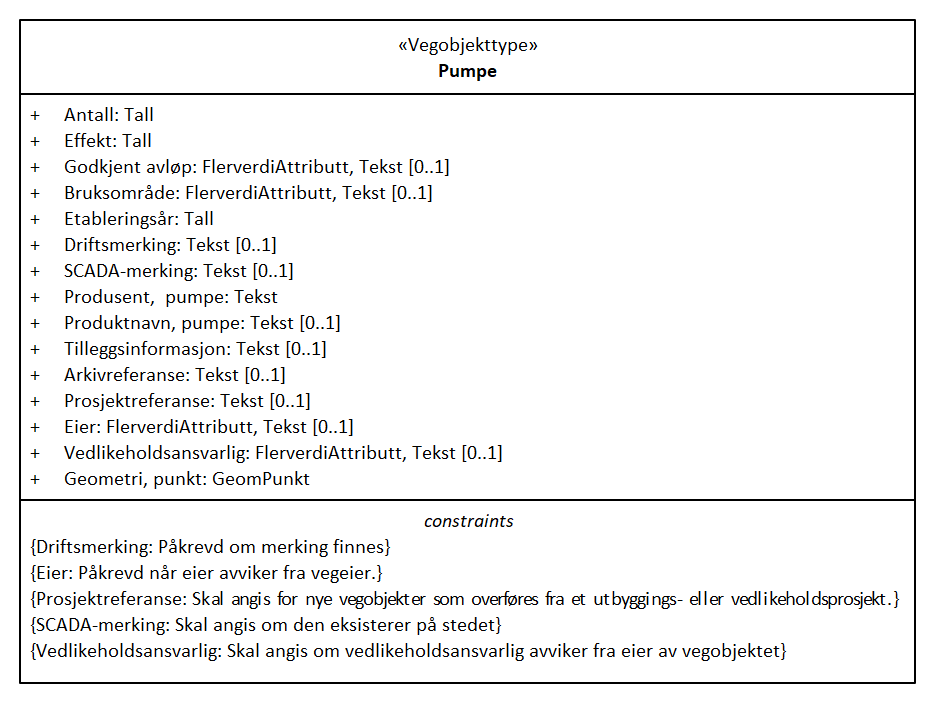 «Vegobjekttype»
Pumpe
+ Antall: Tall
+ Effekt: Tall
+ Godkjent avløp: FlerverdiAttributt, Tekst [0..1]
+ Bruksområde: FlerverdiAttributt, Tekst [0..1]
+ Etableringsår: Tall
+ Driftsmerking: Tekst [0..1]
+ SCADA-merking: Tekst [0..1]
+ Produsent,  pumpe: Tekst
+ Produktnavn, pumpe: Tekst [0..1]
+ Tilleggsinformasjon: Tekst [0..1]
+ Arkivreferanse: Tekst [0..1]
+ Prosjektreferanse: Tekst [0..1]
+ Eier: FlerverdiAttributt, Tekst [0..1]
+ Vedlikeholdsansvarlig: FlerverdiAttributt, Tekst [0..1]
+ Geometri, punkt: GeomPunkt
constraints
{Driftsmerking: Påkrevd om merking finnes}
{Eier: Påkrevd når eier avviker fra vegeier.}
{Prosjektreferanse: Skal angis for nye vegobjekter som overføres fra et utbyggings- eller vedlikeholdsprosjekt.}
{SCADA-merking: Skal angis om den eksisterer på stedet}
{Vedlikeholdsansvarlig: Skal angis om vedlikeholdsansvarlig avviker fra eier av vegobjektet}